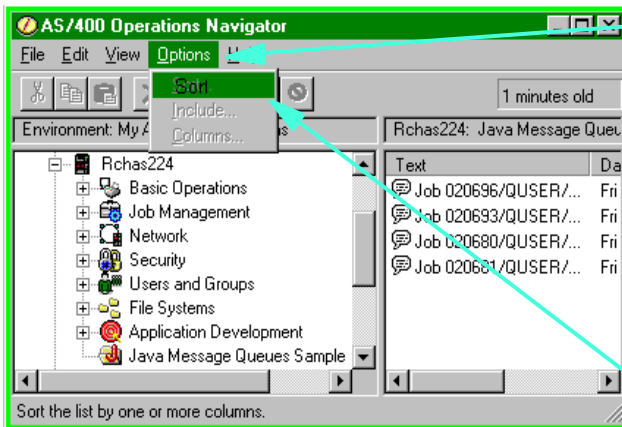 AS/400 Operations Navigator
File Edit View Options
Sort
1 minutes old
Include...
Columns...
Environment: My
Rchas224: Java Message Queu
Rchas224
Basic Operations
Job Management
Network
Security
Users and Groups
File Systems
Application Development
Java Message Queues Sample
Text Da
Job 020696/QUSER/... Fri
Job 020693/QUSER/... Fri
Job 020680/QUSER/... Fri
Job 020681/QUSER/... Fri
Sort the list by one or more columns.